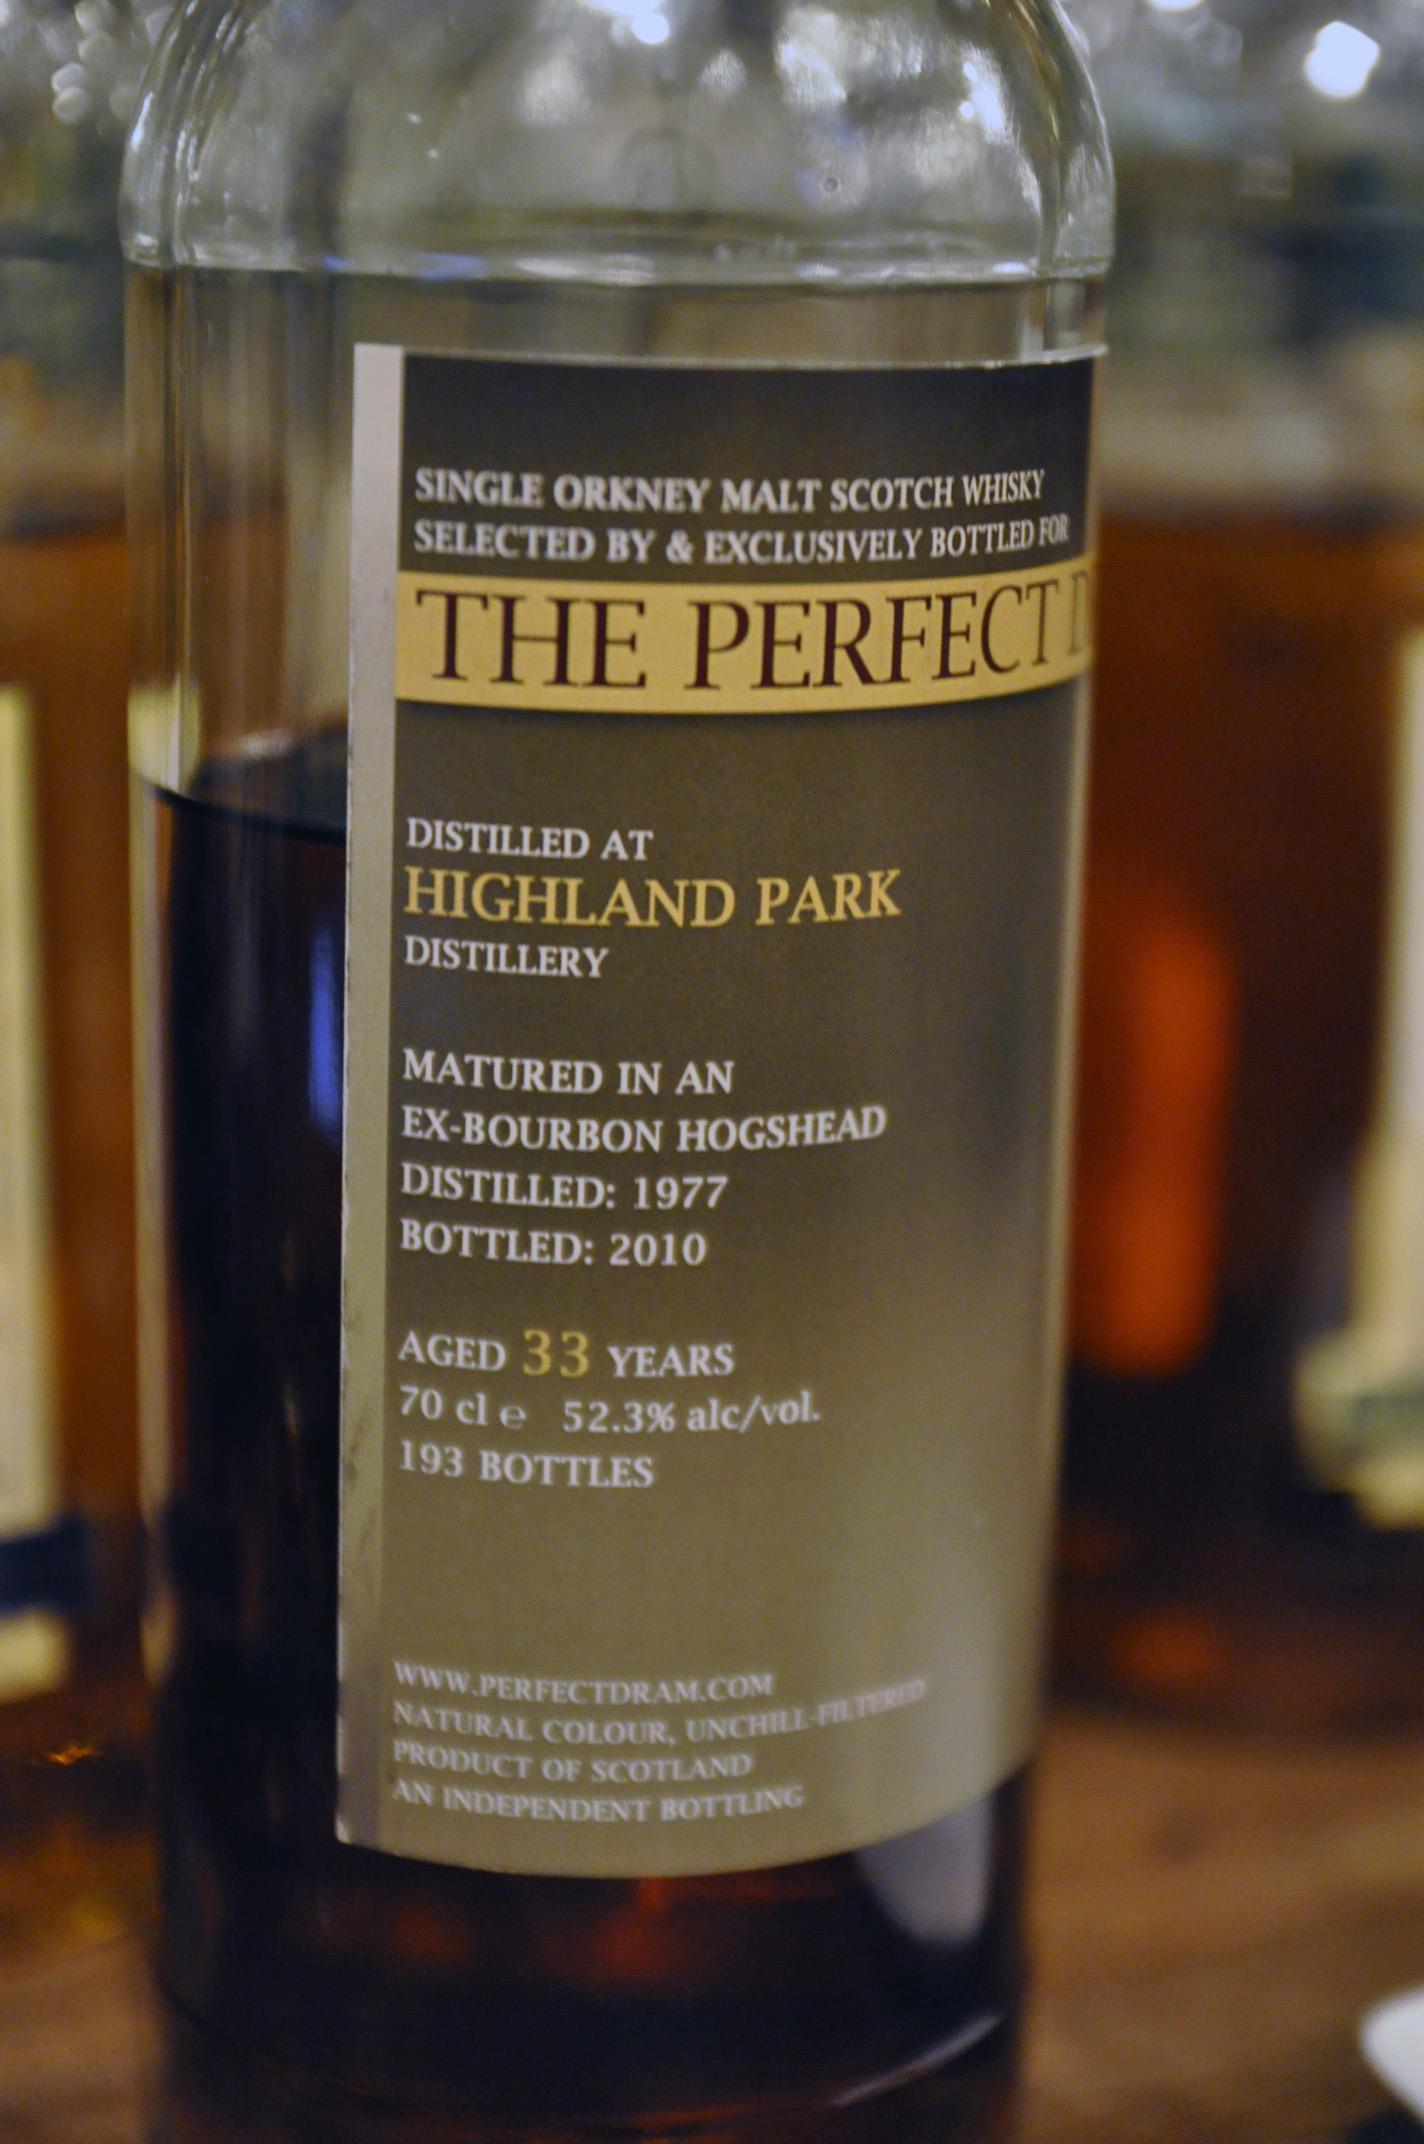 SINGLE ORKNEY MALT SCOTCH WHISKY
SELECTED BY & EXCLUSIVELY BOTTLED FOR
THE PERFECT
DISTILLED AT
HIGHLAND PARK
DISTILLERY
MATURED IN AN
EX-BOURBON HOGSHEAD
DISTILLED: 1977
BOTTLED: 2010
AGED 33 YEARS
70 cl ℮ 52.3% alc/vol.
193 BOTTLES
WWW.PERFECTDRAM.COM
NATURAL COLOUR, UNCHILL-FILTERED
PRODUCT OF SCOTLAND
AN INDEPENDENT BOTTLING